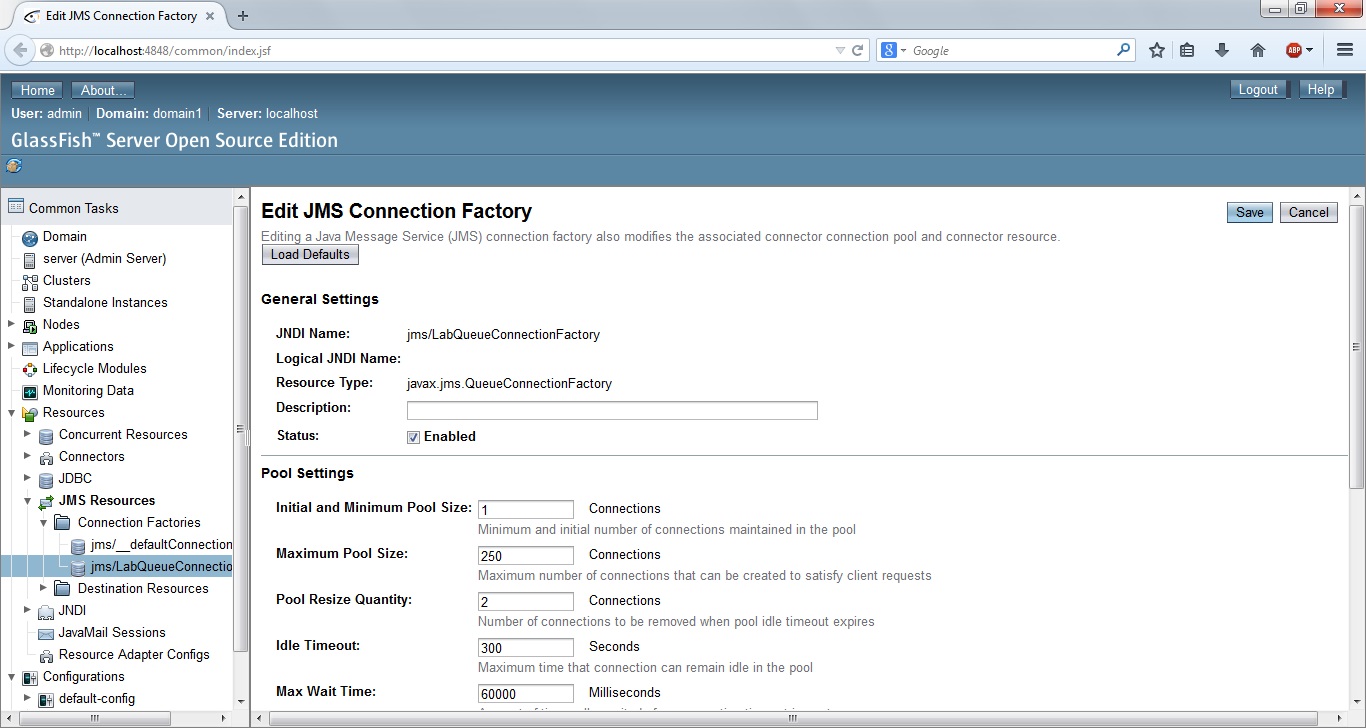 Edit JMS Connection Factory
http://localhost:4848/common/index.jsf
Google
ABP
Home About...
Logout Help
User: admin Domain: domain1 Server: localhost
GlassFish™ Server Open Source Edition
Common Tasks
Domain
server (Admin Server)
Clusters
Standalone Instances
Nodes
Applications
Lifecycle Modules
Monitoring Data
Resources
Concurrent Resources
Connectors
JDBC
JMS Resources
Connection Factories
jms/__defaultConnection
jms/LabQueueConnectio
Destination Resources
JNDI
JavaMail Sessions
Resource Adapter Configs
Configurations
default-config
Edit JMS Connection Factory
Save Cancel
Editing a Java Message Service (JMS) connection factory also modifies the associated connector connection pool and connector resource.
Load Defaults
General Settings
JNDI Name: jms/LabQueueConnectionFactory
Logical JNDI Name:
Resource Type: javax.jms.QueueConnectionFactory
Description:
Status: Enabled
Pool Settings
Initial and Minimum Pool Size: 1 Connections
Minimum and initial number of connections maintained in the pool
Maximum Pool Size: 250 Connections
Maximum number of connections that can be created to satisfy client requests
Pool Resize Quantity: 2 Connections
Number of connections to be removed when pool idle timeout expires
Idle Timeout: 300 Seconds
Maximum time that connection can remain idle in the pool
Max Wait Time: 60000 Milliseconds